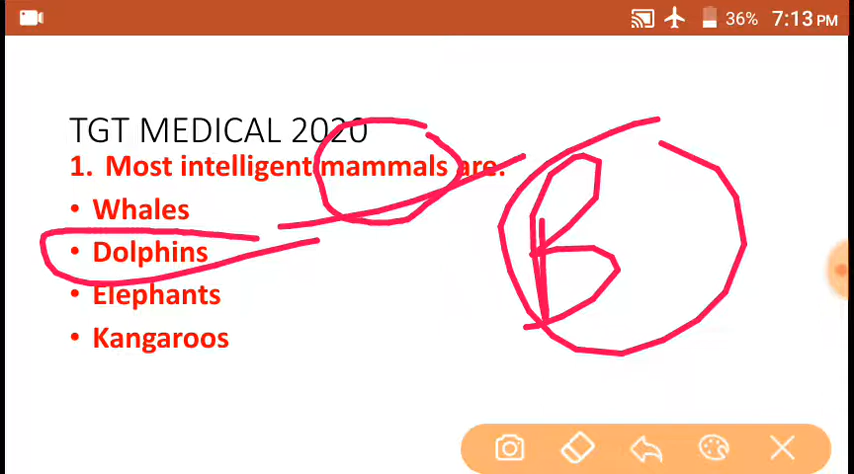 36% 7:13 PM
TGT MEDICAL 2020
1. Most intelligent mammals are:
• Whales
• Dolphins
B
• Elephants
• Kangaroos